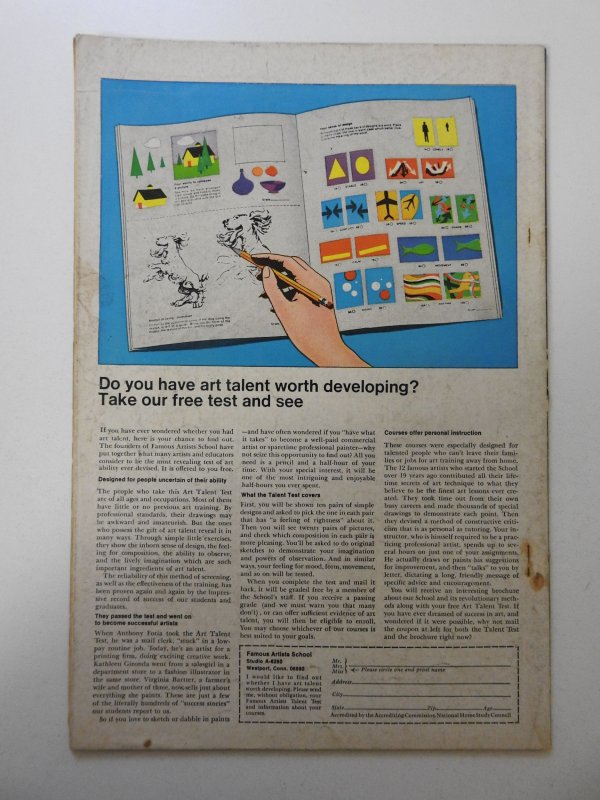 Your sense of design
Do you have art talent worth developing?
Take our free test and see
If you have ever wondered whether you had
art talent, here is your chance to find out.
The founders of Famous Artists School have
put together what many artists and educators
consider to be the most revealing test of art
ability ever devised. It is offered to you free.
Designed for people uncertain of their ability
The people who take this Art Talent Test
are of all ages and occupations. Most of them
have little or no previous art training. By
professional standards, their drawings may
be awkward and amateurish. But the ones
who possess the gift of art talent reveal it in
many ways. Through simple little exercises,
they show the inborn sense of design, the feel-
ing for composition, the ability to observe,
and the lively imagination which are such
important ingredients of art talent.
The reliability of this method of screening,
as well as the effectiveness of the training, has
been proven again and again by the impres-
sive record of success of our students and
graduates.
They passed the test and went on
to become successful artists
When Anthony Fotia took the Art Talent
Test, he was a mail clerk, "stuck" in a low-
pay routine job. Today, he's an artist for a
printing firm, doing exciting creative work.
Kathleen Gironda went from a salesgirl in a
department store to a fashion illustrator in
the same store. Virginia Bartter, a farmer's
wife and mother of three, now sells just about
everything she paints. These are just a few
of the literally hundreds of "success stories"
our students report to us.
So if you love to sketch or dabble in paints
—and have often wondered if you "have what
it takes" to become a well-paid commercial
artist or sparetime professional painter—why
not seize this opportunity to find out? All you
need is a pencil and a half-hour of your
time. With your special interest, it will be
one of the most intriguing and enjoyable
half-hours you ever spent.
What the Talent Test covers
First, you will be shown ten pairs of simple
designs and asked to pick the one in each pair
that has "a feeling of rightness" about it.
Then you will see twenty pairs of pictures,
and check which composition in each pair is
more pleasing. You'll be asked to do original
sketches to demonstrate your imagination
and powers of observation. And in similar
ways, your feeling for mood, form, movement,
and so on will be tested.
When you complete the test and mail it
back, it will be graded free by a member of
the School's staff. If you receive a passing
grade (and we must warn you that many
don't), or can offer sufficient evidence of art
talent, you will then be eligible to enroll.
You may choose whichever of our courses is
best suited to your goals.
Courses offer personal instruction
These courses were especially designed for
talented people who can't leave their fami-
lies or jobs for art training away from home.
The 12 famous artists who started the School
over 19 years ago contributed all their life-
time secrets of art technique to what they
believe to be the finest art lessons ever cre-
ated. They took time out from their own
busy careers and made thousands of special
drawings to demonstrate each point. Then
they devised a method of constructive criti-
cism that is as personal as tutoring. Your in-
structor, who is himself required to be a prac-
ticing professional artist, spends up to sev-
eral hours on just one of your assignments.
He actually draws or paints his suggestions
for improvement, and then "talks" to you by
letter, dictating a long, friendly message of
specific advice and encouragement.
You will receive an interesting brochure
about our School and its revolutionary meth-
ods along with your free Art Talent Test. If
you have ever dreamed of success in art, and
wondered if it were possible, why not mail
the coupon at left for both the Talent Test
and the brochure right now?
Famous Artists School
Studio A-6260
Westport, Conn. 06880
I would like to find out
whether I have art talent
worth developing. Please send
me, without obligation, your
Famous Artists Talent Test
and information about your
courses.
Mr.
Mrs.
Miss
Please circle one and print name
Address
City
State Zip Age
Accredited by the Accrediting Commission, National Home Study Council